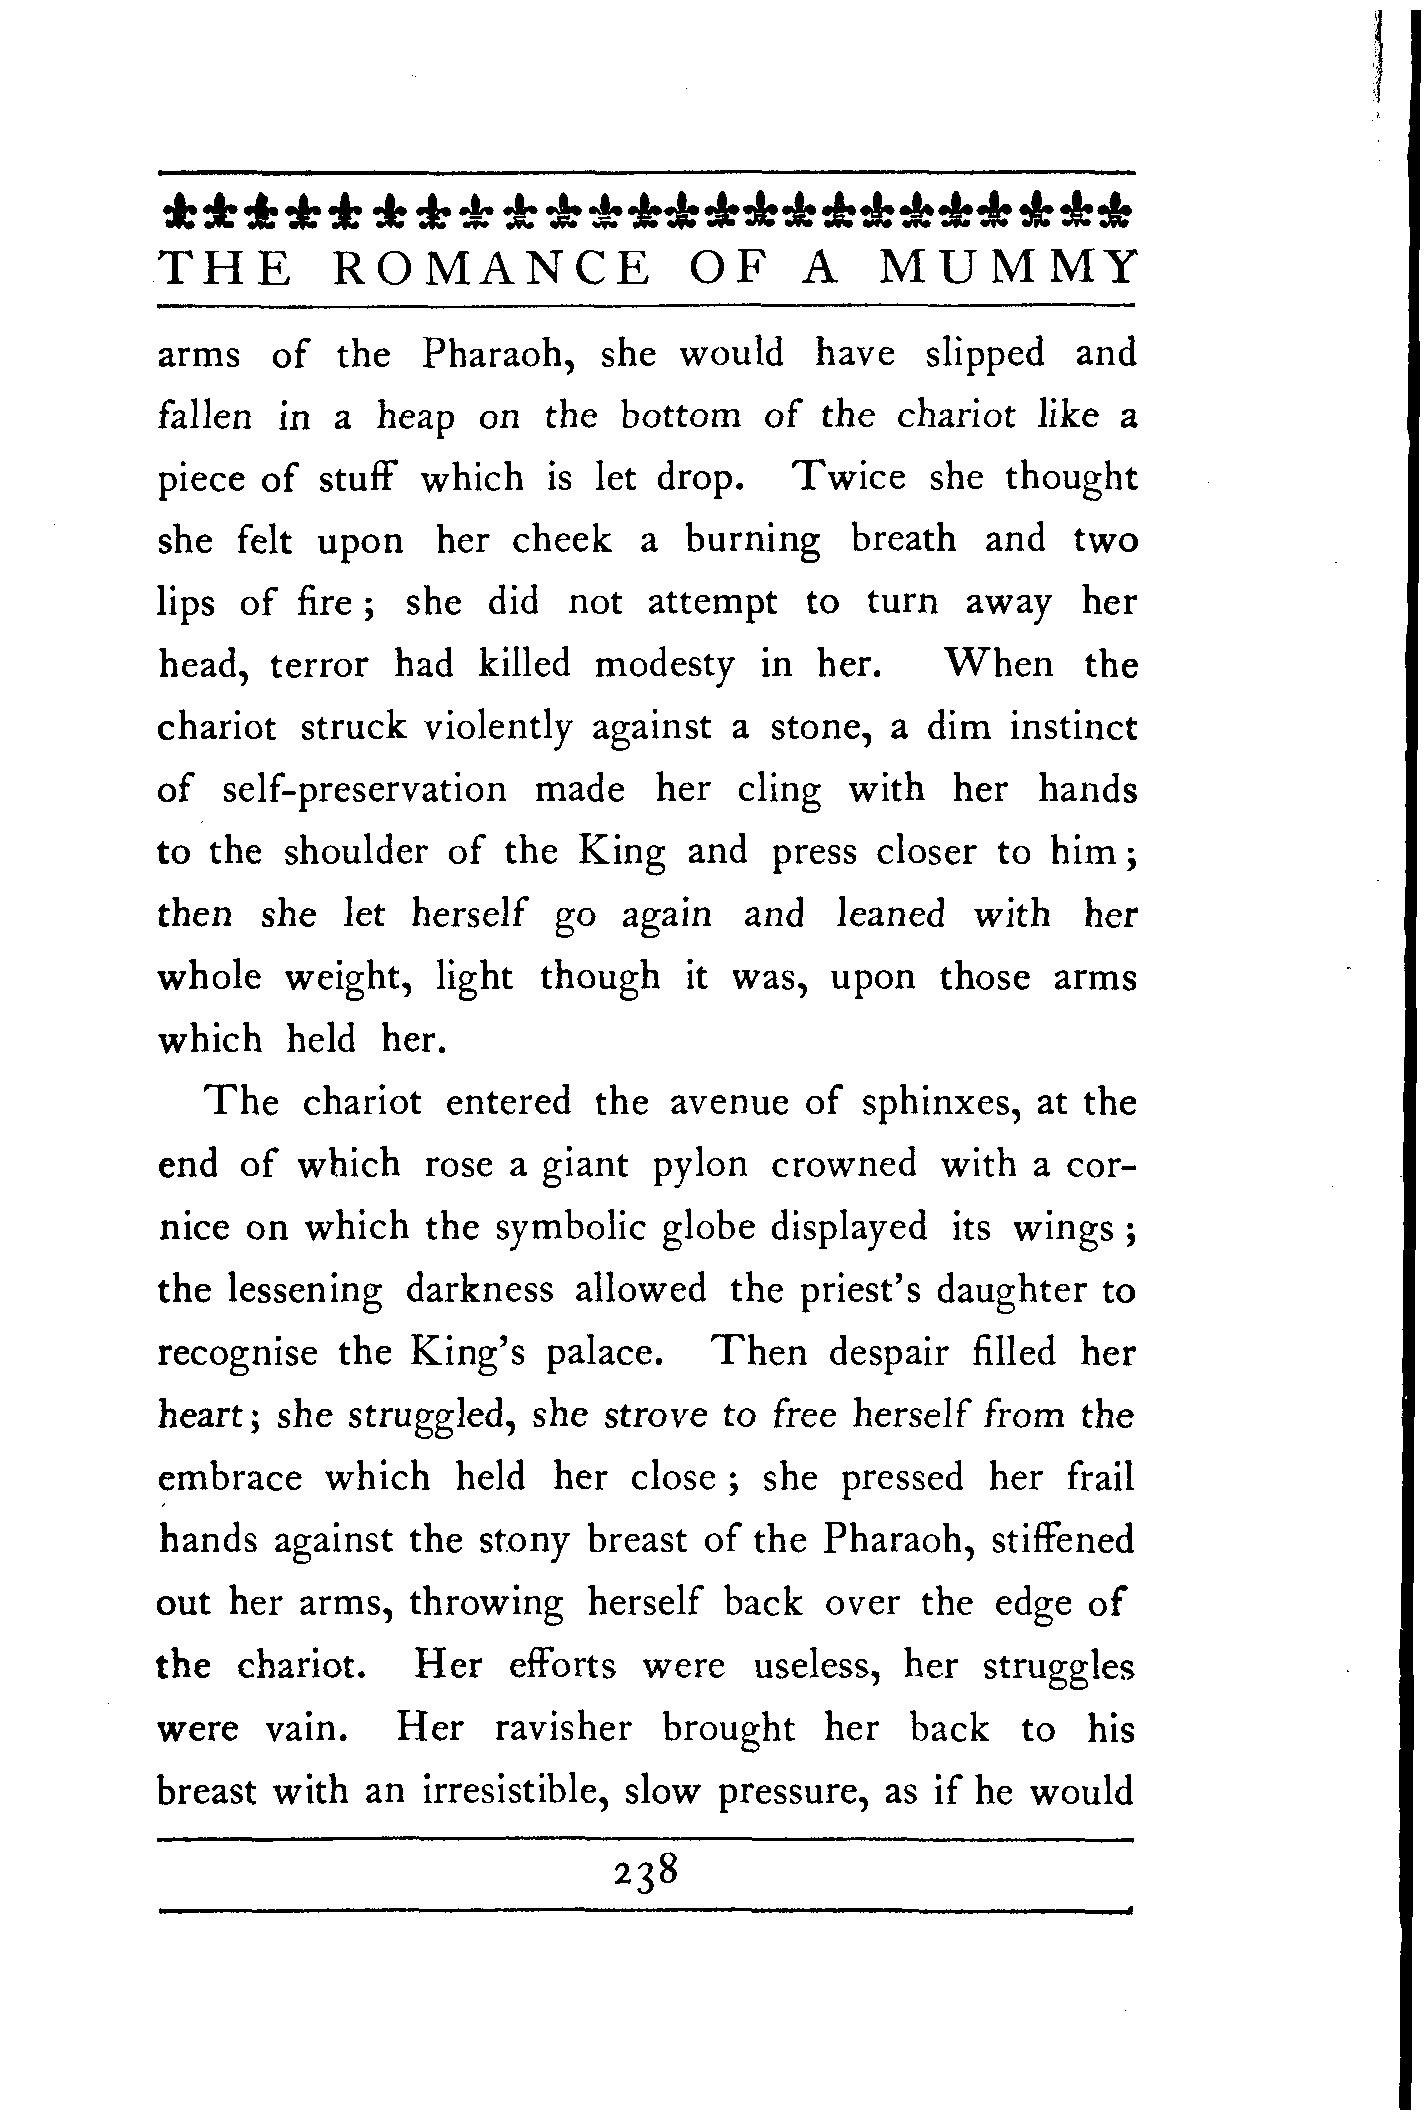 THE ROMANCE OF A MUMMY
arms of the Pharaoh, she would have slipped and
fallen in a heap on the bottom of the chariot like a
piece of stuff which is let drop. Twice she thought
she felt upon her cheek a burning breath and two
lips of fire ; she did not attempt to turn away her
head, terror had killed modesty in her. When the
chariot struck violently against a stone, a dim instinct
of self-preservation made her cling with her hands
to the shoulder of the King and press closer to him ;
then she let herself go again and leaned with her
whole weight, light though it was, upon those arms
which held her.
The chariot entered the avenue of sphinxes, at the
end of which rose a giant pylon crowned with a cor-
nice on which the symbolic globe displayed its wings ;
the lessening darkness allowed the priest's daughter to
recognise the King's palace. Then despair filled her
heart ; she struggled, she strove to free herself from the
embrace which held her close ; she pressed her frail
hands against the stony breast of the Pharaoh, stiffened
out her arms, throwing herself back over the edge of
the chariot. Her efforts were useless, her struggles
were vain. Her ravisher brought her back to his
breast with an irresistible, slow pressure, as if he would
238